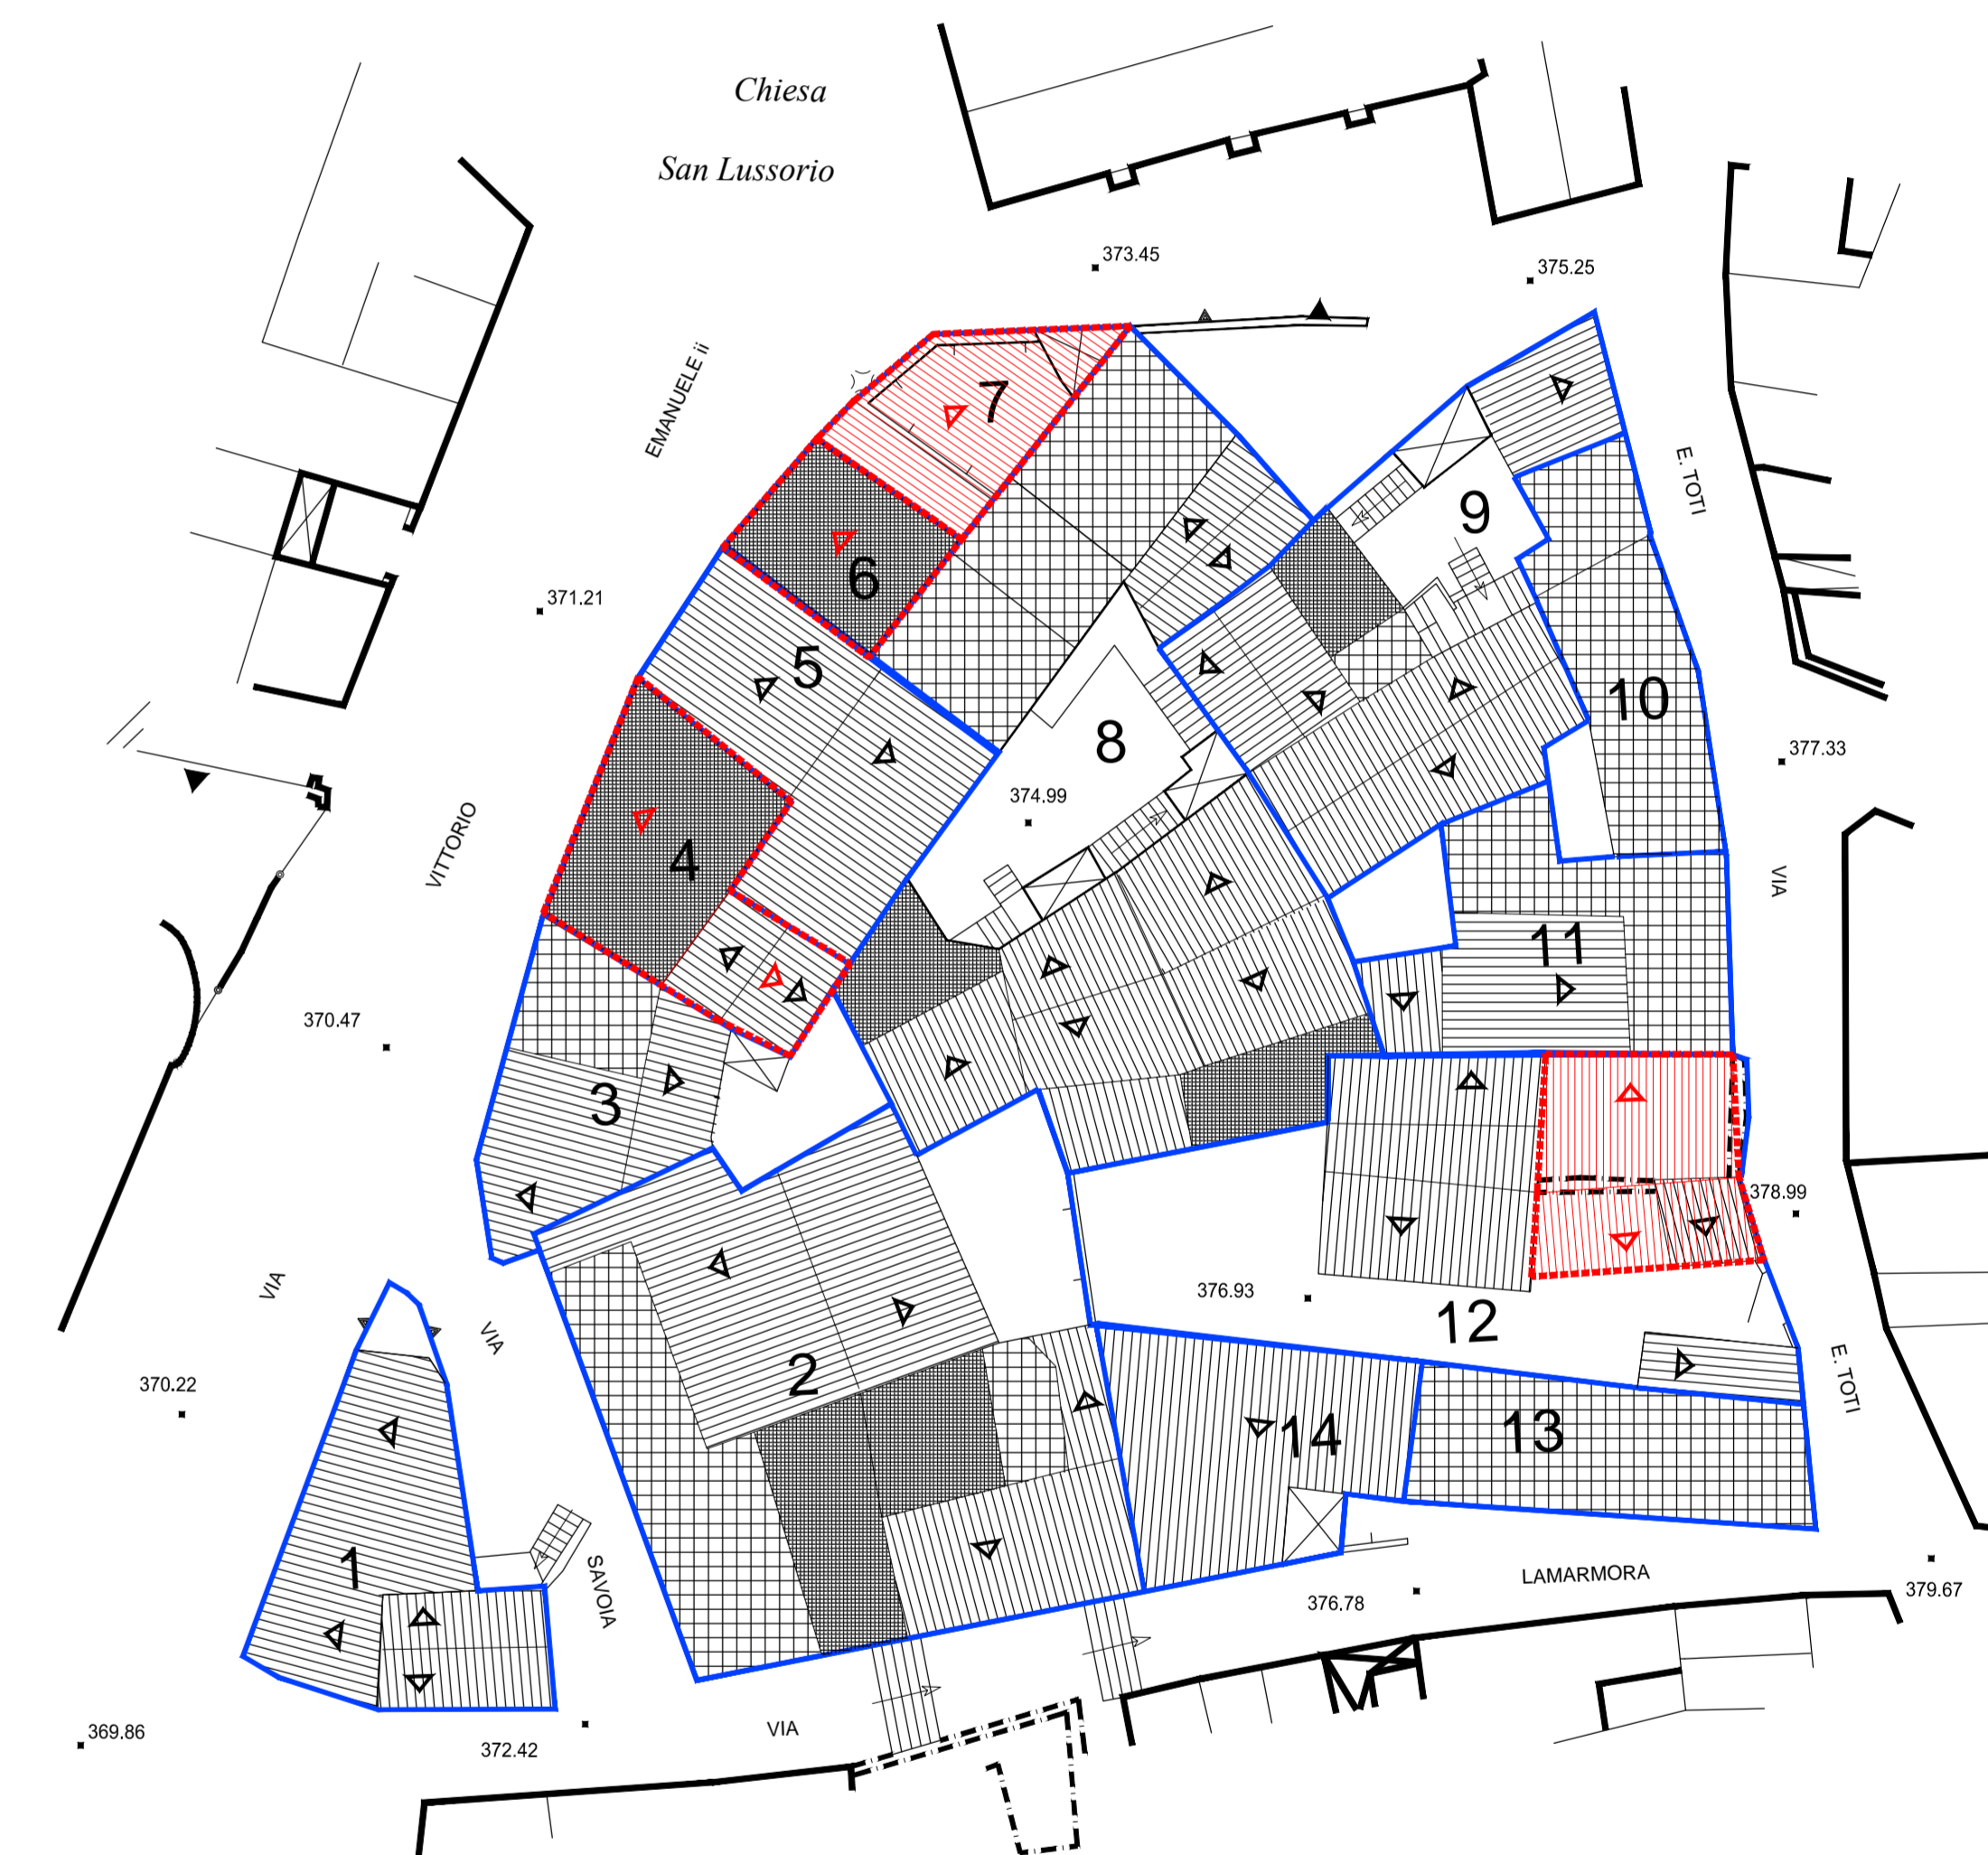 Chiesa
San Lussorio
373.45
375.25
EMANUELE ii
7
E. TOTI
9
6
371.21
5
10
8
377.33
374.99
VITTORIO
4
VIA
11
370.47
3
378.99
376.93
VIA
12
VIA
2
E. TOTI
370.22
14
13
1
SAVOIA
LAMARMORA
376.78
379.67
VIA
369.86
372.42